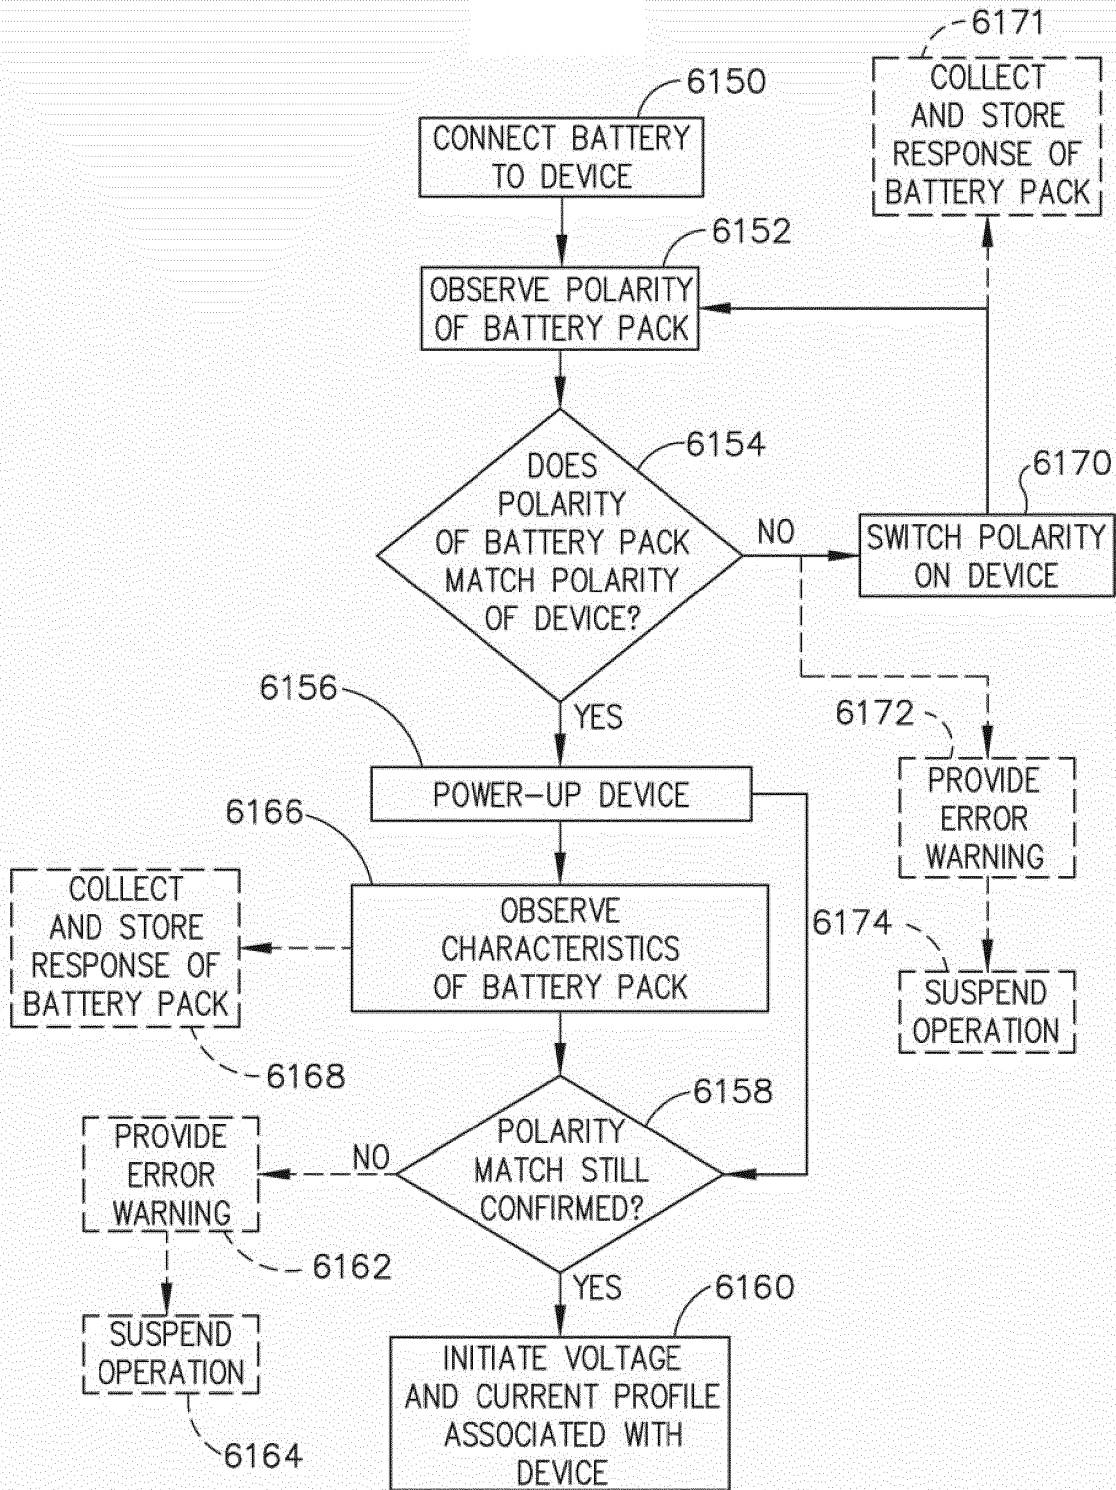 6171
COLLECT
AND STORE
RESPONSE OF
BATTERY PACK
6150
CONNECT BATTERY
TO DEVICE
6152
OBSERVE POLARITY
OF BATTERY PACK
6154
DOES
POLARITY
OF BATTERY PACK
MATCH POLARITY
OF DEVICE?
NO
6170
SWITCH POLARITY
ON DEVICE
YES
6156
POWER-UP DEVICE
6172
PROVIDE
ERROR
WARNING
6174
SUSPEND
OPERATION
6166
OBSERVE
CHARACTERISTICS
OF BATTERY PACK
COLLECT
AND STORE
RESPONSE OF
BATTERY PACK
6168
6158
POLARITY
MATCH STILL
CONFIRMED?
NO
PROVIDE
ERROR
WARNING
6162
SUSPEND
OPERATION
6164
YES
6160
INITIATE VOLTAGE
AND CURRENT PROFILE
ASSOCIATED WITH
DEVICE